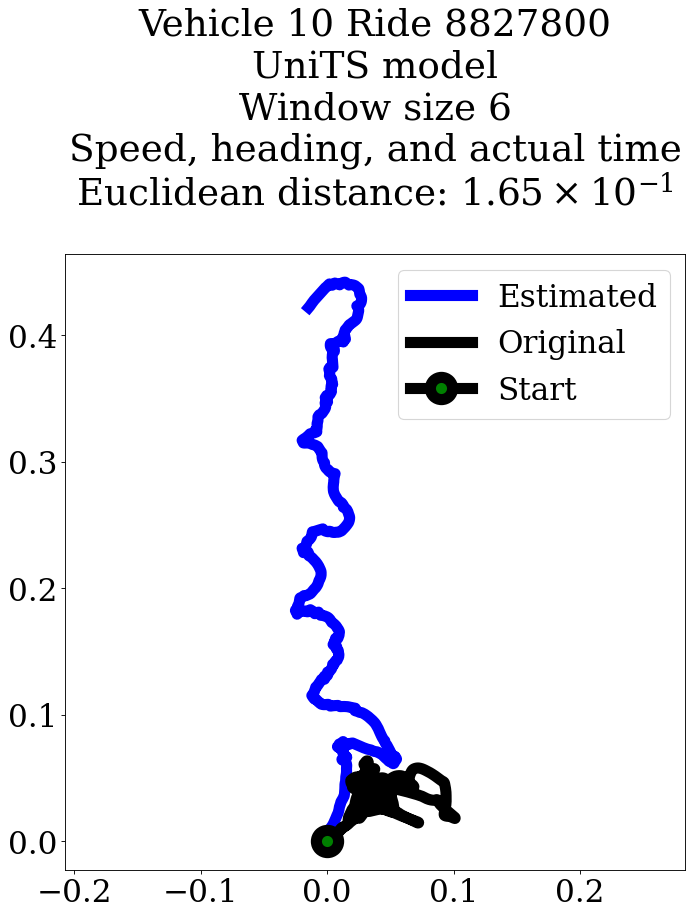 Vehicle 10 Ride 8827800
UniTS model
Window size 6
Speed, heading, and actual time
Euclidean distance: 1.65 × 10⁻¹
Estimated
Original
Start
0.4
0.3
0.2
0.1
0.0
−0.2 −0.1 0.0 0.1 0.2